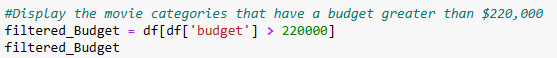 #Display the movie categories that have a budget greater than $220,000
filtered_Budget = df[df['budget'] > 220000]
filtered_Budget